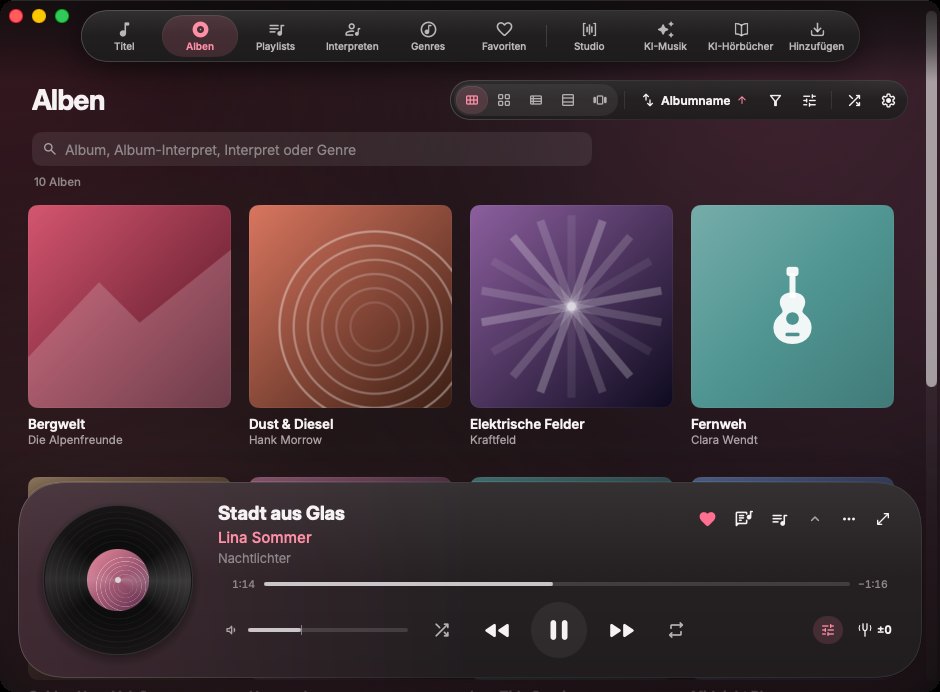 Titel
Alben
Playlists
Interpreten
Genres
Favoriten
Studio
KI-Musik
KI-Hörbücher
Hinzufügen
Alben
Albumname
Album, Album-Interpret, Interpret oder Genre
10 Alben
Bergwelt
Die Alpenfreunde
Dust & Diesel
Hank Morrow
Elektrische Felder
Kraftfeld
Fernweh
Clara Wendt
Stadt aus Glas
Lina Sommer
Nachtlichter
1:14
−1:16
±0